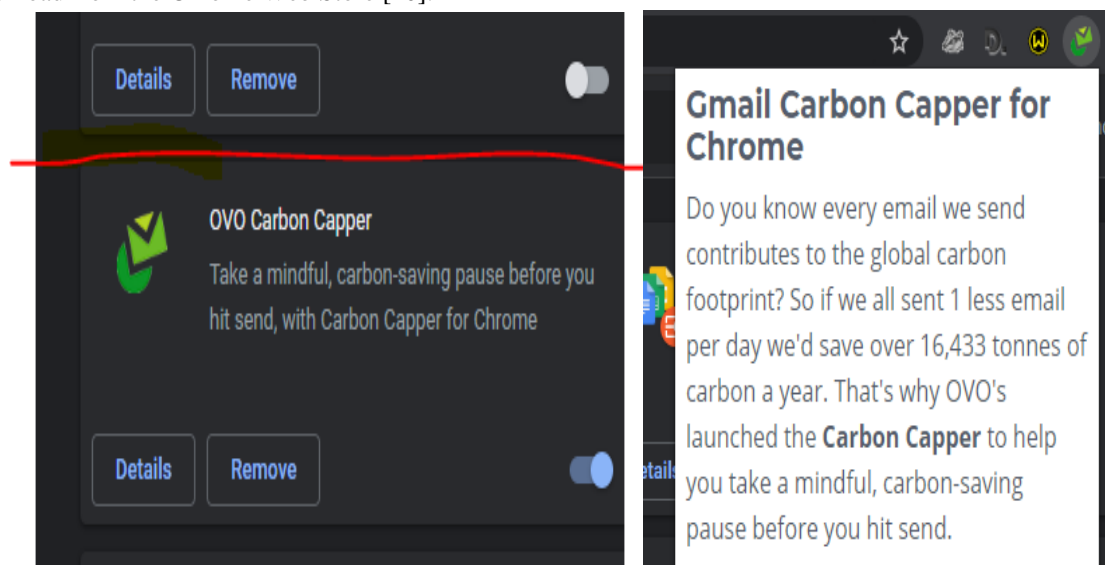 Details
Remove
OVO Carbon Capper
Take a mindful, carbon-saving pause before you
hit send, with Carbon Capper for Chrome
Details
Remove
Gmail Carbon Capper for
Chrome
Do you know every email we send
contributes to the global carbon
footprint? So if we all sent 1 less email
per day we'd save over 16,433 tonnes of
carbon a year. That's why OVO's
launched the Carbon Capper to help
you take a mindful, carbon-saving
pause before you hit send.